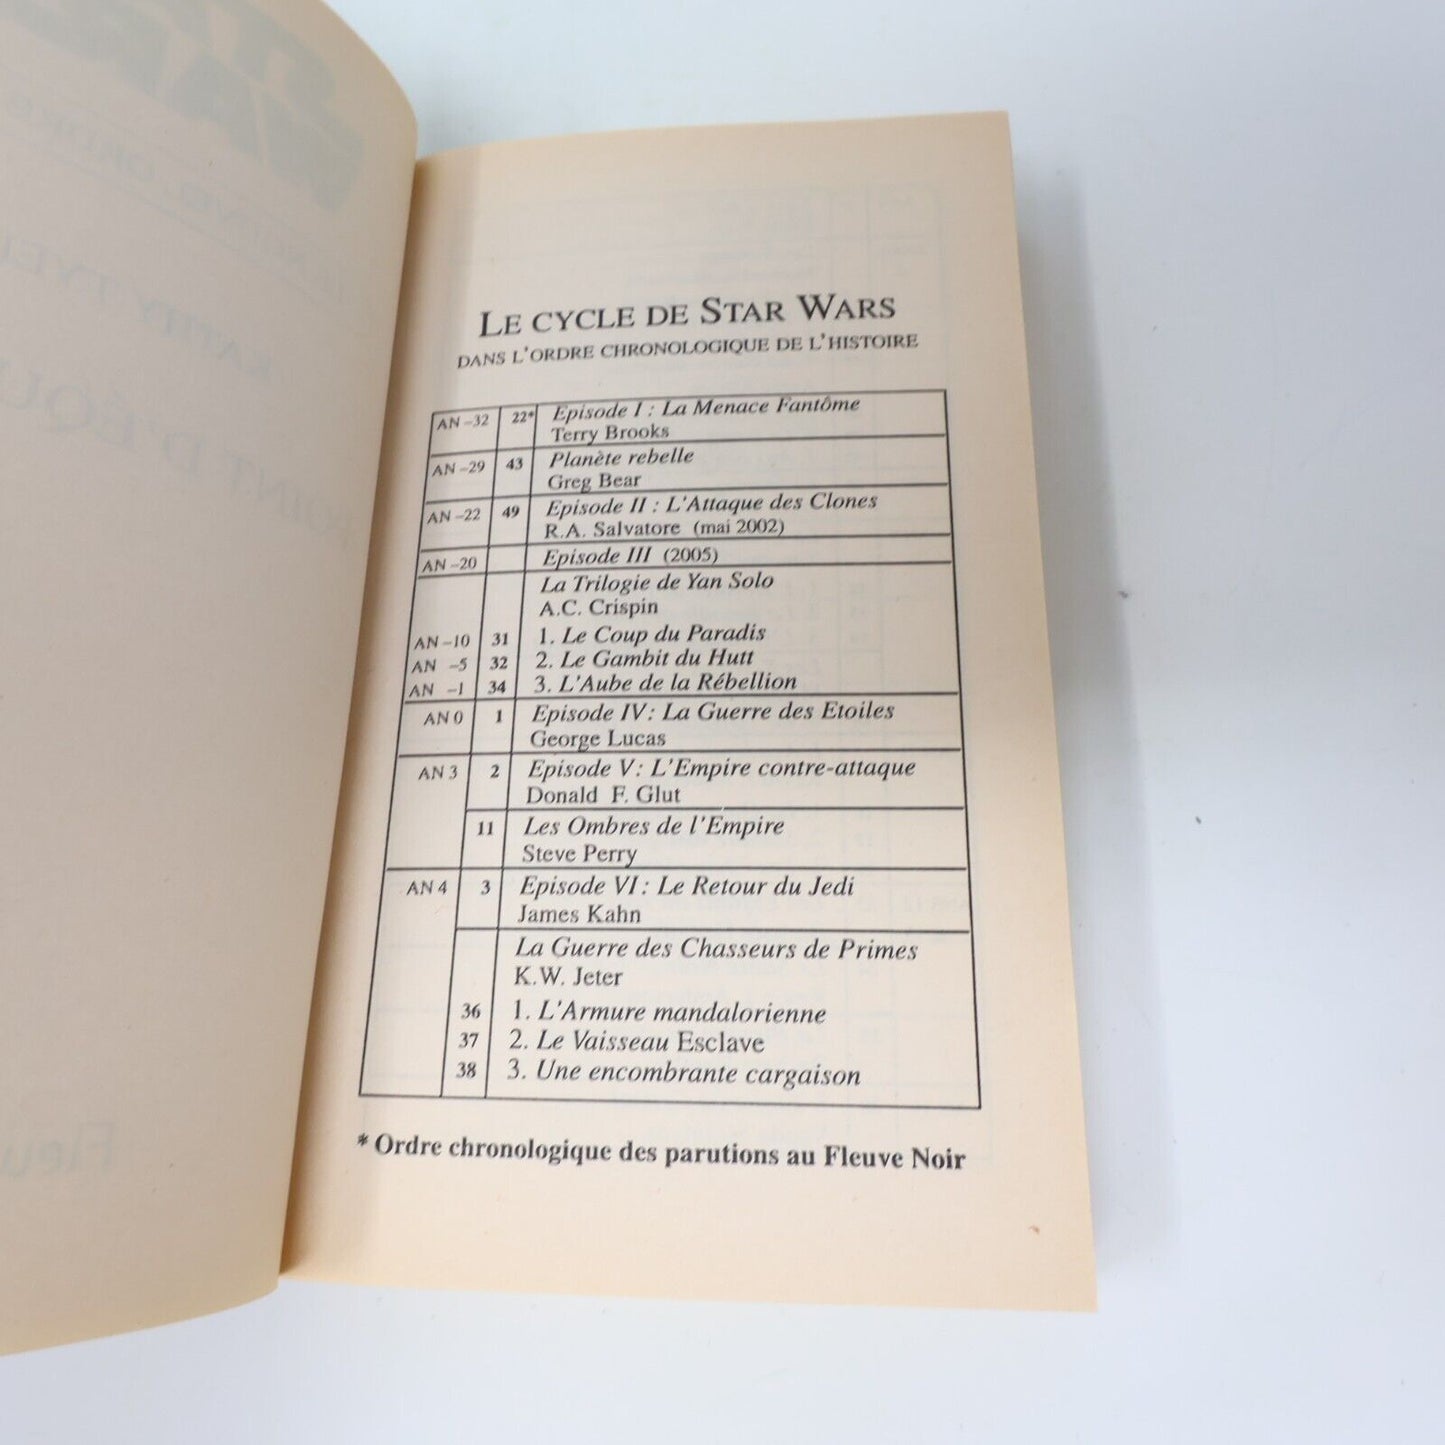 LE CYCLE DE STAR WARS
DANS L'ORDRE CHRONOLOGIQUE DE L'HISTOIRE
AN –32 22* Episode I : La Menace Fantôme
Terry Brooks
AN –29 43 Planète rebelle
Greg Bear
AN –22 49 Episode II : L'Attaque des Clones
R.A. Salvatore (mai 2002)
AN –20 Episode III (2005)
La Trilogie de Yan Solo
A.C. Crispin
AN –10 31 1. Le Coup du Paradis
AN –5 32 2. Le Gambit du Hutt
AN –1 34 3. L'Aube de la Rébellion
AN 0 1 Episode IV : La Guerre des Etoiles
George Lucas
AN 3 2 Episode V : L'Empire contre-attaque
Donald F. Glut
11 Les Ombres de l'Empire
Steve Perry
AN 4 3 Episode VI : Le Retour du Jedi
James Kahn
La Guerre des Chasseurs de Primes
K.W. Jeter
36 1. L'Armure mandalorienne
37 2. Le Vaisseau Esclave
38 3. Une encombrante cargaison
* Ordre chronologique des parutions au Fleuve Noir